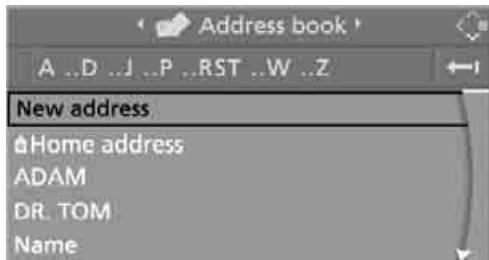 Address book
A ..D ..J ..P ..RST ..W ..Z
New address
Home address
ADAM
DR. TOM
Name